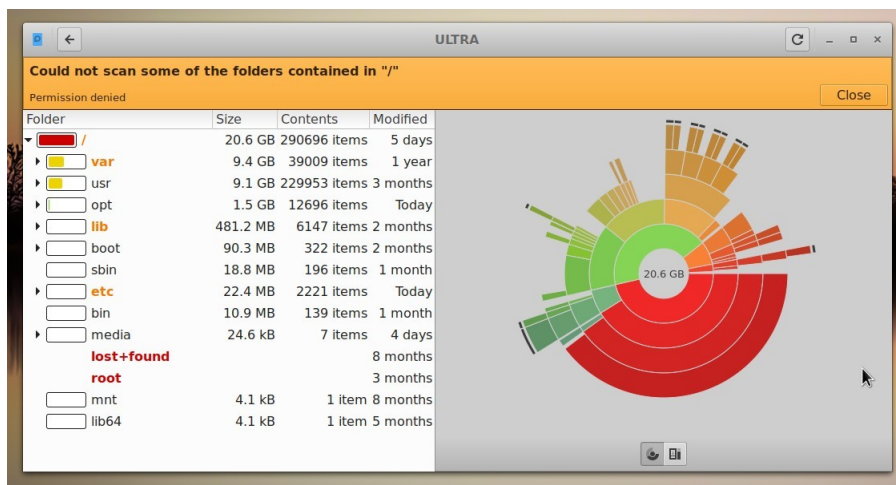 ULTRA
Could not scan some of the folders contained in "/"
Permission denied
Close
Folder Size Contents Modified
/ 20.6 GB 290696 items 5 days
var 9.4 GB 39009 items 1 year
usr 9.1 GB 229953 items 3 months
opt 1.5 GB 12696 items Today
lib 481.2 MB 6147 items 2 months
boot 90.3 MB 322 items 2 months
sbin 18.8 MB 196 items 1 month
etc 22.4 MB 2221 items Today
bin 10.9 MB 139 items 1 month
media 24.6 kB 7 items 4 days
lost+found 8 months
root 3 months
mnt 4.1 kB 1 item 8 months
lib64 4.1 kB 1 item 5 months
20.6 GB